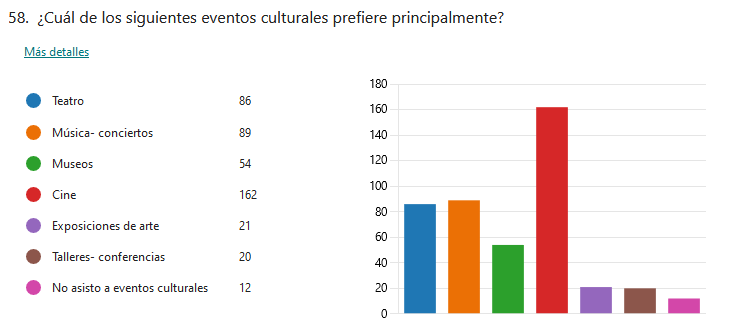 58. ¿Cuál de los siguientes eventos culturales prefiere principalmente?
Más detalles
Teatro 86
Música- conciertos 89
Museos 54
Cine 162
Exposiciones de arte 21
Talleres- conferencias 20
No asisto a eventos culturales 12
180
160
140
120
100
80
60
40
20
0